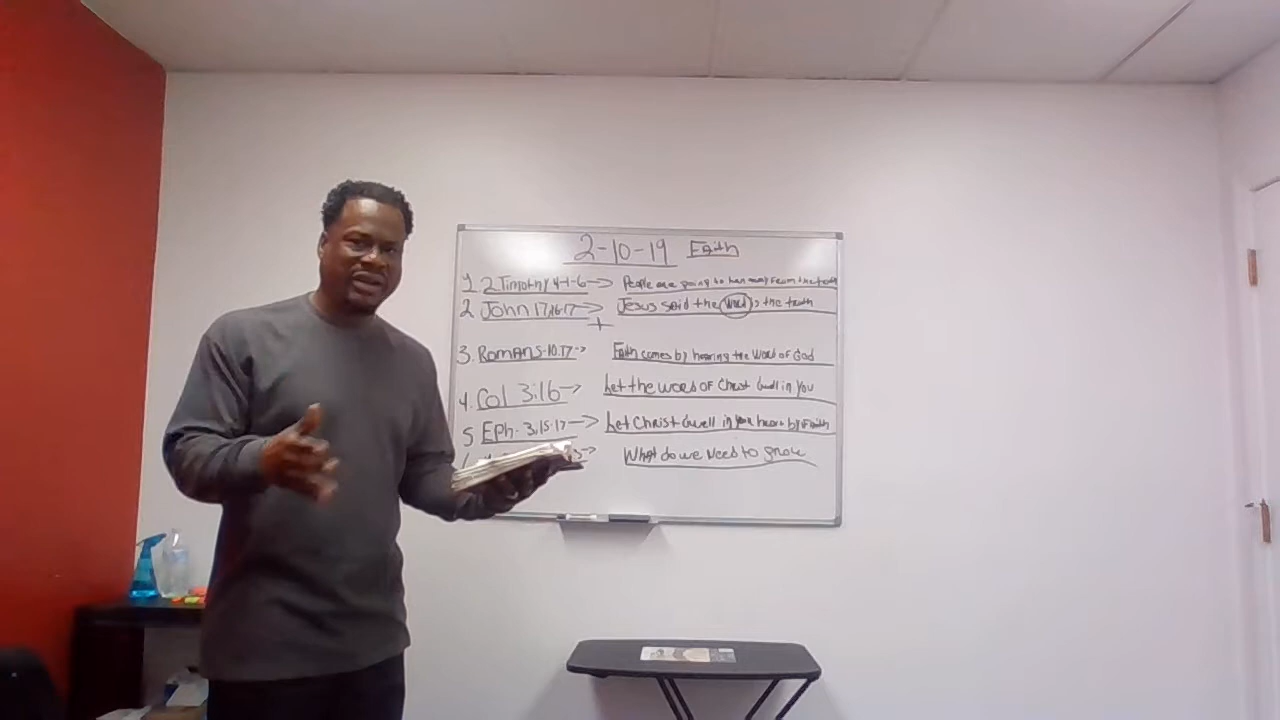 2-10-19 Faith
1 2 Timothy 4-1-6 -> People are going to turn away from the truth
2 John 17,16-17 -> Jesus said the word is the truth
+
3. Romans-10.17-> Faith comes by hearing the word of God
4. Col 3:16 -> Let the word of Christ dwell in you
5 Eph- 3.15-17 -> Let Christ dwell in your heart by Faith
-> What do we need to grow